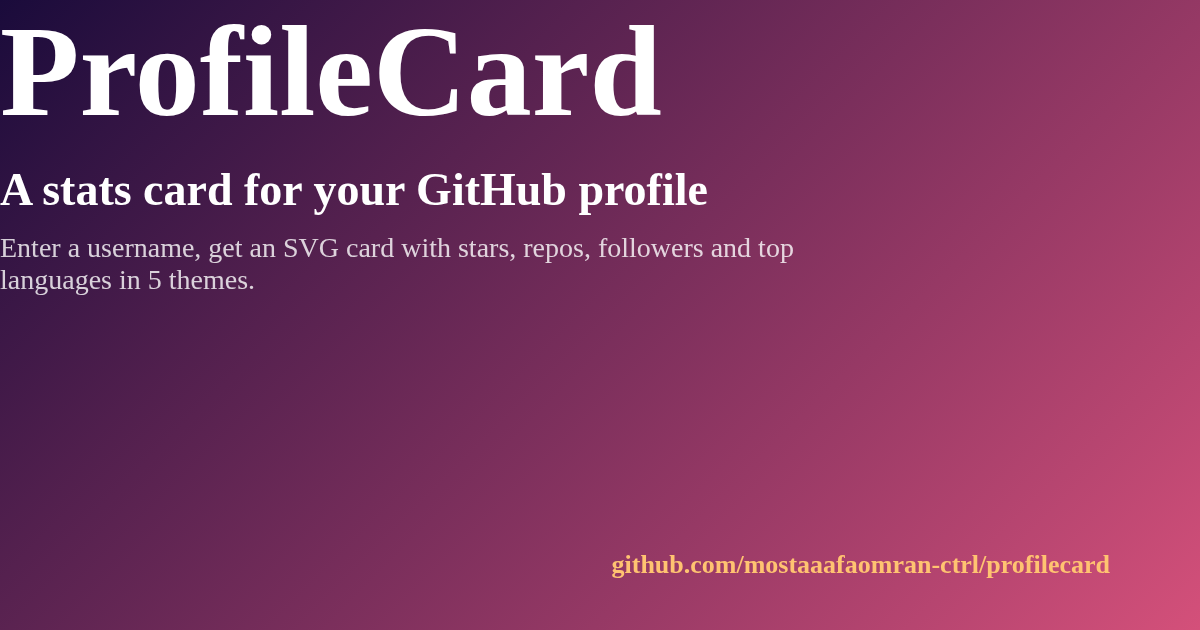 ProfileCard
A stats card for your GitHub profile
Enter a username, get an SVG card with stars, repos, followers and top
languages in 5 themes.
github.com/mostaaafaomran-ctrl/profilecard